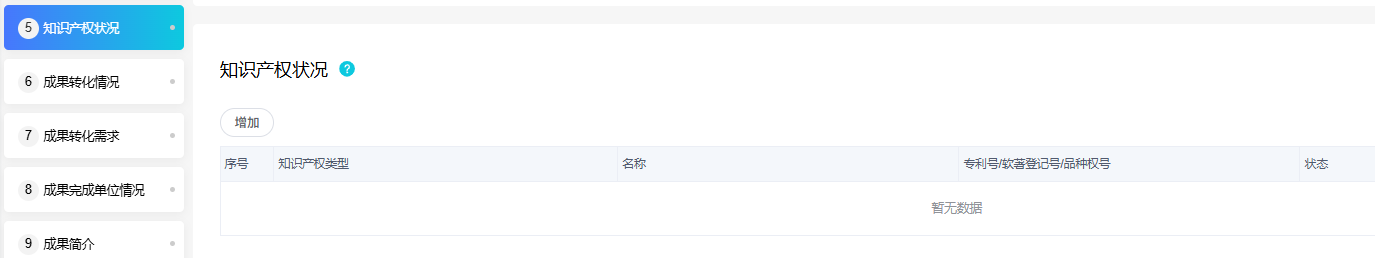 5 知识产权状况
6 成果转化情况
7 成果转化需求
8 成果完成单位情况
9 成果简介
知识产权状况 ?
增加
序号 知识产权类型 名称 专利号/软著登记号/品种权号 状态
暂无数据